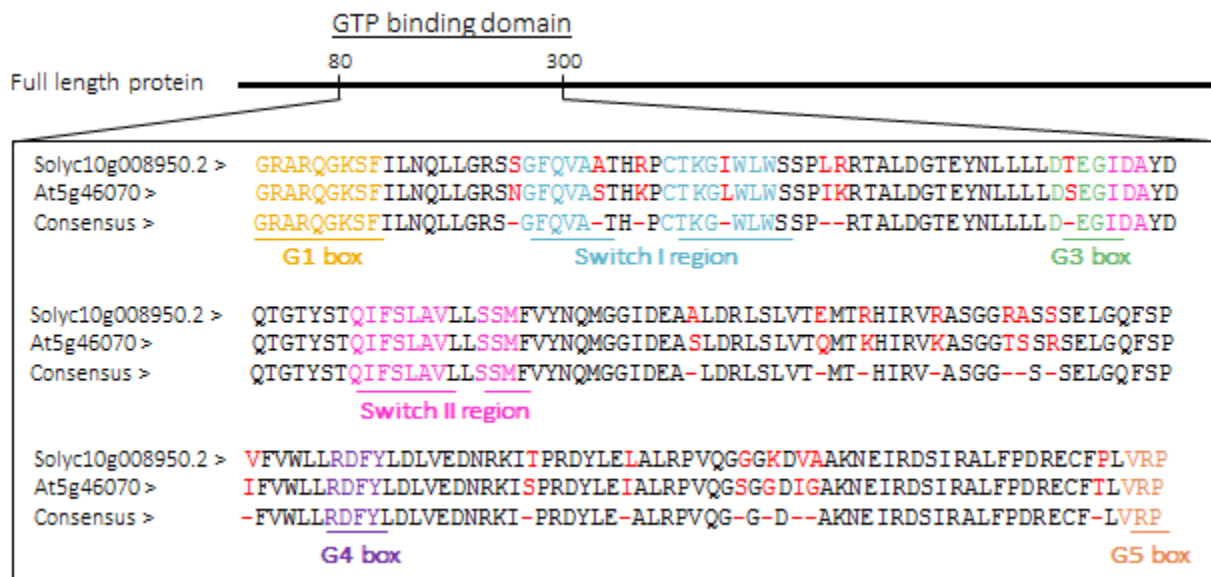 GTP binding domain
80 300
Full length protein
Solyc10g008950.2 > GRARQGKSFILNQLLGRSSGFQVAATHRPCTKGIWLWSSPLRRTALDGTEYNLLLLDTEGIDAYD
At5g46070 > GRARQGKSFILNQLLGRSNGFQVASTHKPCTKGLWLWSSPIKRTALDGTEYNLLLLDSEGIDAYD
Consensus > GRARQGKSFILNQLLGRS-GFQVA-TH-PCTKG-WLWSSP--RTALDGTEYNLLLLD-EGIDAYD
G1 box Switch I region G3 box
Solyc10g008950.2 > QTGTYSTQIFSLAVLLSSMFVYNQMGGIDEAALDRLSLVTEMTRHIRVRASGGRASSSELGQFSP
At5g46070 > QTGTYSTQIFSLAVLLSSMFVYNQMGGIDEASLDRLSLVTQMTKHIRVKASGGTSSRSELGQFSP
Consensus > QTGTYSTQIFSLAVLLSSMFVYNQMGGIDEA-LDRLSLVT-MT-HIRV-ASGG--S-SELGQFSP
Switch II region
Solyc10g008950.2 > VFVWLLRDFYLDLVEDNRKITPRDYLELALRPVQGGGKDVAAKNEIRDSIRALFPDRECFPLVRP
At5g46070 > IFVWLLRDFYLDLVEDNRKISPRDYLEIALRPVQGSGGDIGAKNEIRDSIRALFPDRECFTLVRP
Consensus > -FVWLLRDFYLDLVEDNRKI-PRDYLE-ALRPVQG-G-D--AKNEIRDSIRALFPDRECF-LVRP
G4 box G5 box